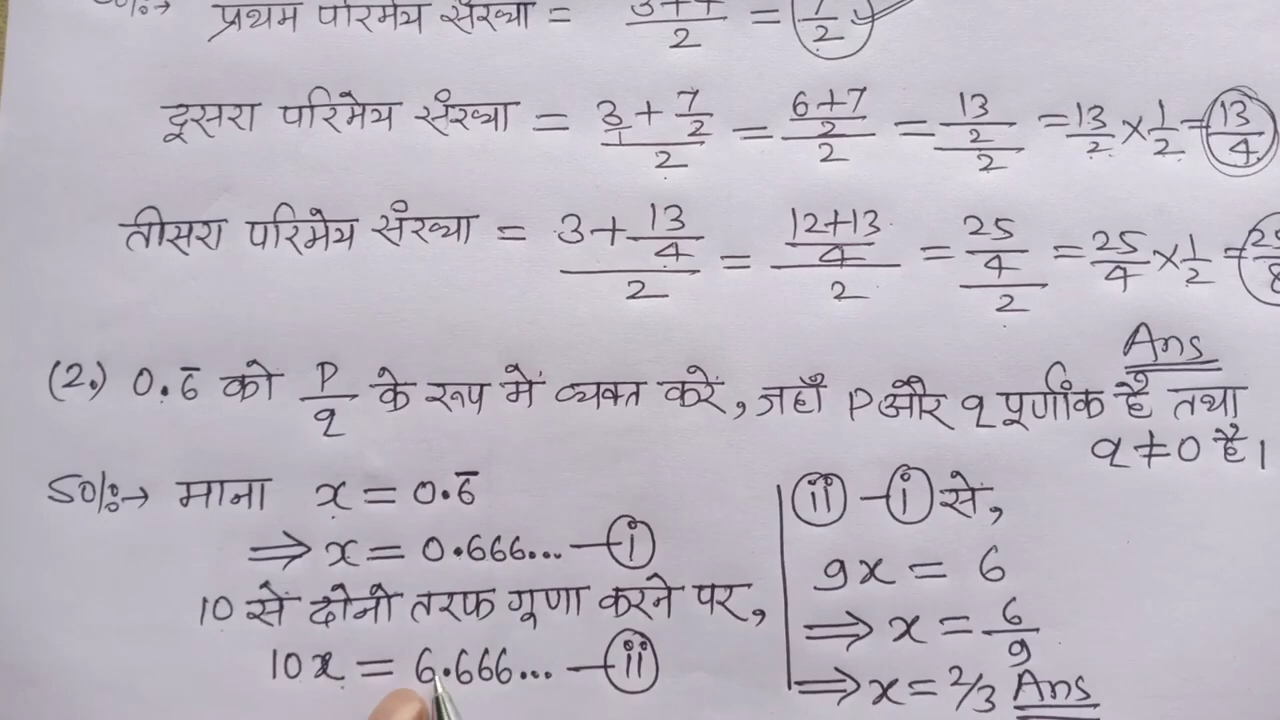 प्रथम परिमेय संख्या = (3+4)/2 = 7/2
दूसरा परिमेय संख्या = (3/1 + 7/2)/2 = ((6+7)/2)/2 = (13/2)/2 = 13/2 × 1/2 = 13/4
तीसरा परिमेय संख्या = (3 + 13/4)/2 = ((12+13)/4)/2 = (25/4)/2 = 25/4 × 1/2 = 25/8
Ans
(2.) 0.6̄ को P/q के रूप में व्यक्त करें, जहाँ P और q पूर्णांक है तथा
q ≠ 0 है।
Sol:→ माना x = 0.6̄
⇒ x = 0.666... — (i)
10 से दोनो तरफ गूणा करने पर,
10x = 6.666... — (ii)
(ii) – (i) से,
9x = 6
⇒ x = 6/9
⇒ x = 2/3 Ans